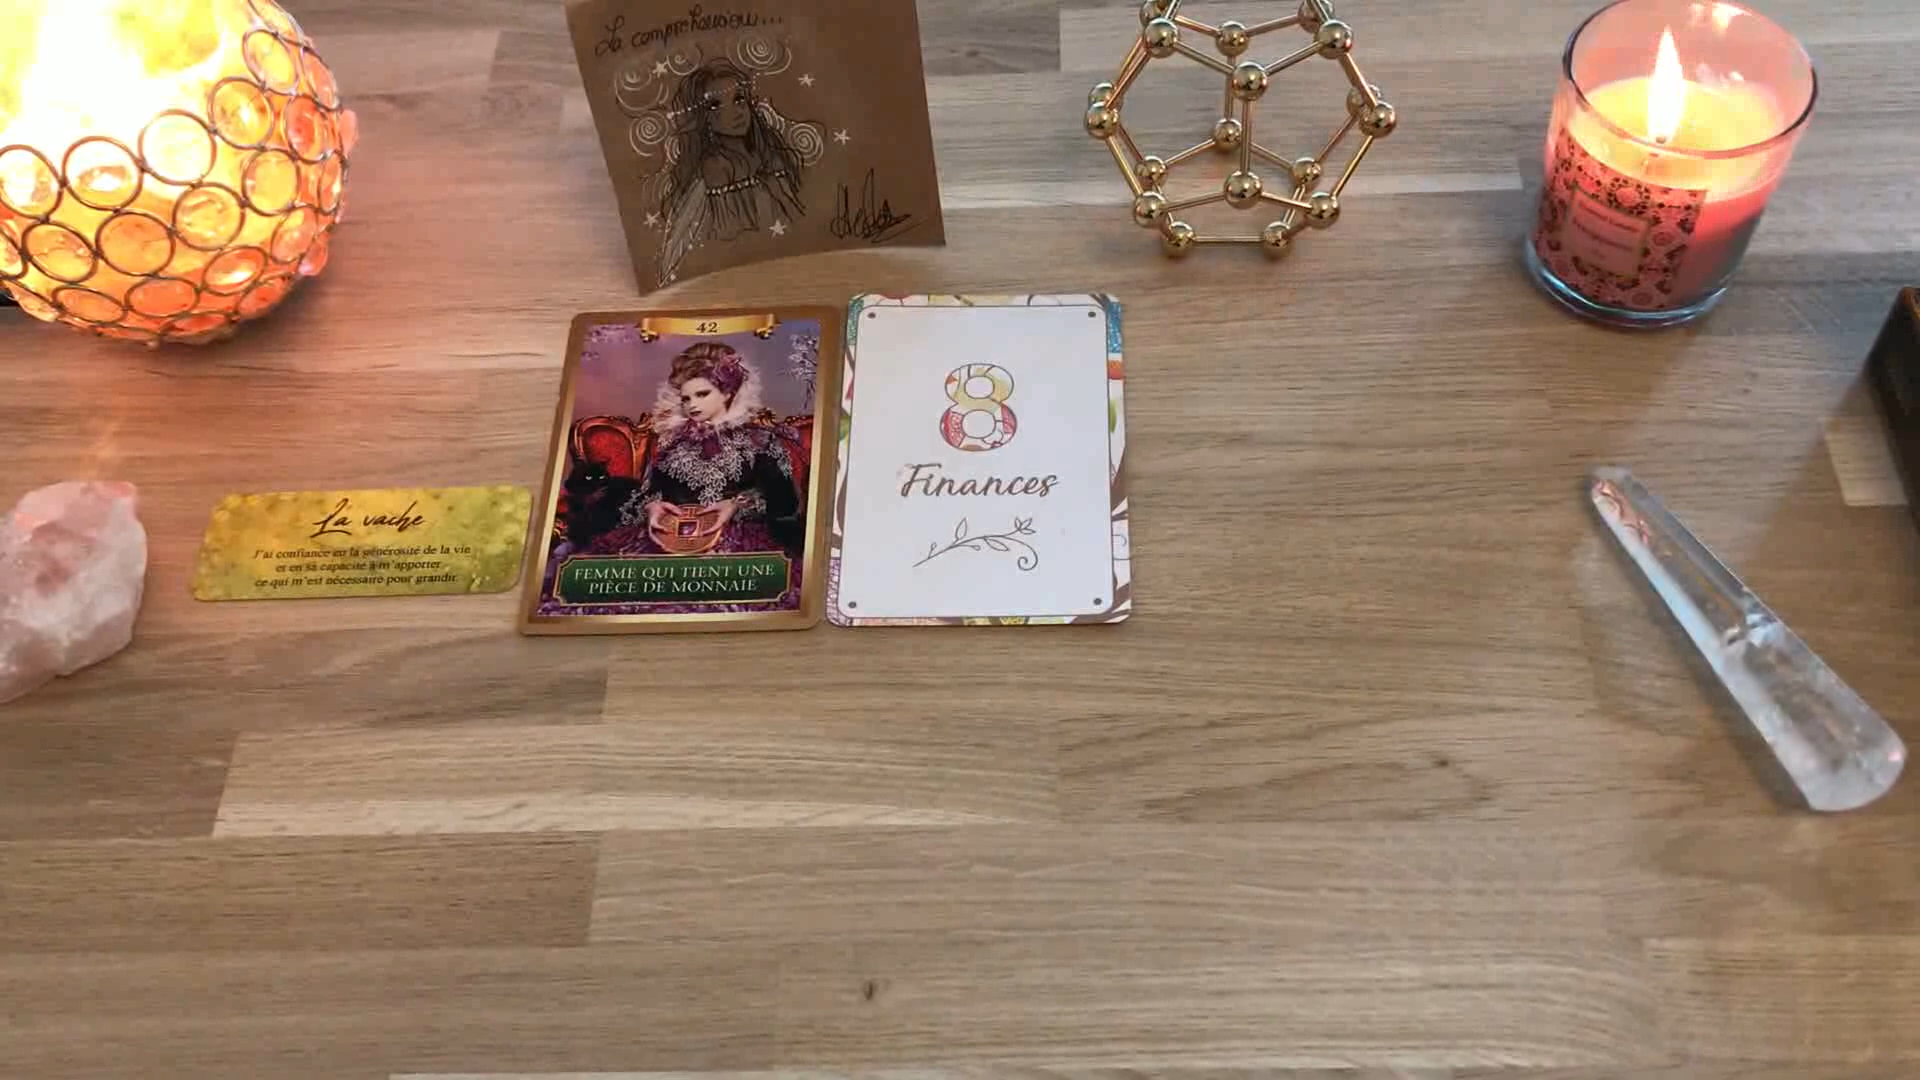 La compréhension...
42
FEMME QUI TIENT UNE
PIÈCE DE MONNAIE
8
Finances
La vache
J'ai confiance en la générosité de la vie
et en sa capacité à m'apporter
ce qui m'est nécessaire pour grandir.